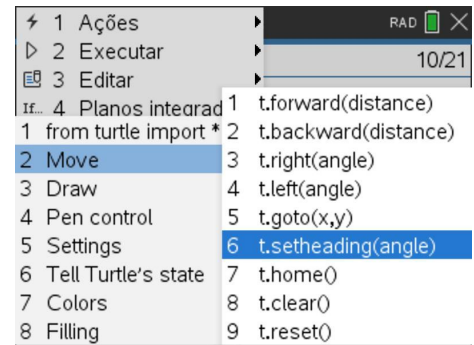 1 Ações
RAD
2 Executar
10/21
3 Editar
If... 4 Planos integrad
1 from turtle import *
2 Move
3 Draw
4 Pen control
5 Settings
6 Tell Turtle's state
7 Colors
8 Filling
1 t.forward(distance)
2 t.backward(distance)
3 t.right(angle)
4 t.left(angle)
5 t.goto(x,y)
6 t.setheading(angle)
7 t.home()
8 t.clear()
9 t.reset()